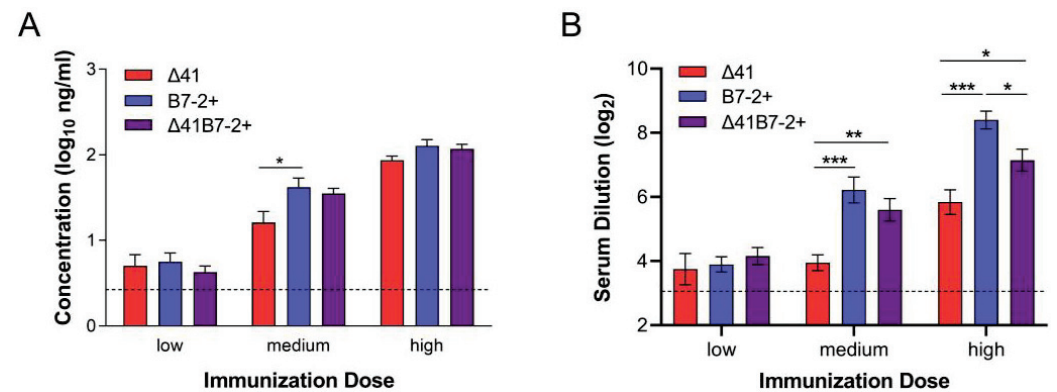 A
Concentration (log10 ng/ml)
3
2
1
0
Δ41
B7-2+
Δ41B7-2+
*
low
medium
high
Immunization Dose
B
Serum Dilution (log2)
10
8
6
4
2
Δ41
B7-2+
Δ41B7-2+
*
*** *
**
***
low
medium
high
Immunization Dose